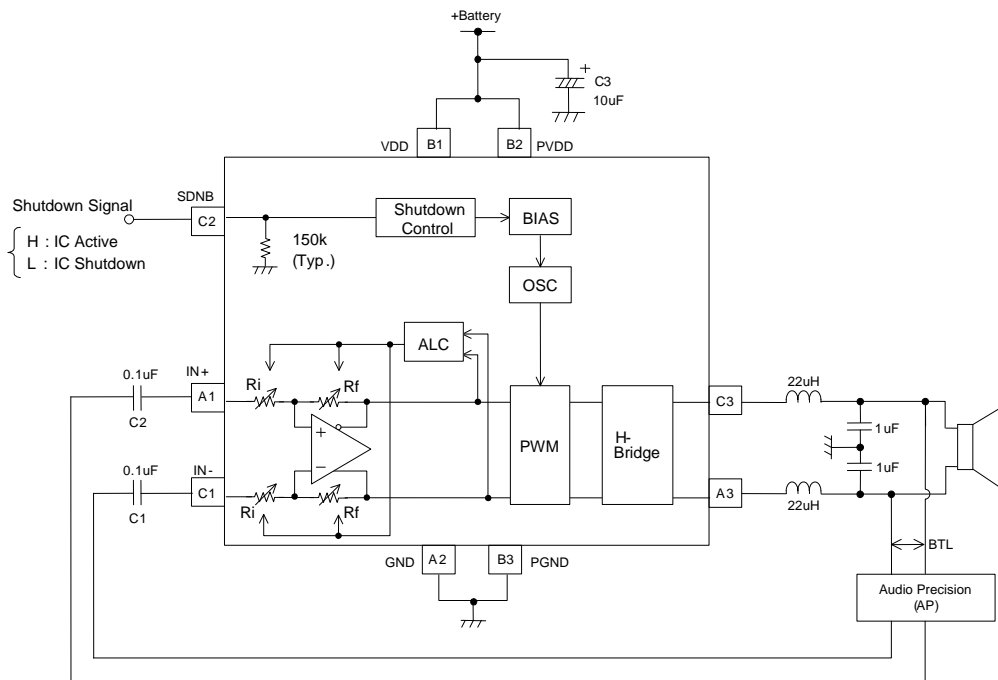 +Battery
+
C3
10uF
VDD
B1
B2
PVDD
SDNB
Shutdown Signal
C2
H : IC Active
L : IC Shutdown
150k
(Typ.)
Shutdown
Control
BIAS
OSC
ALC
0.1uF
IN+
A1
C2
Ri
Rf
+
−
PWM
H-
Bridge
C3
22uH
1uF
1uF
0.1uF
IN-
C1
C1
Ri
Rf
A3
22uH
GND
A2
B3
PGND
BTL
Audio Precision
(AP)